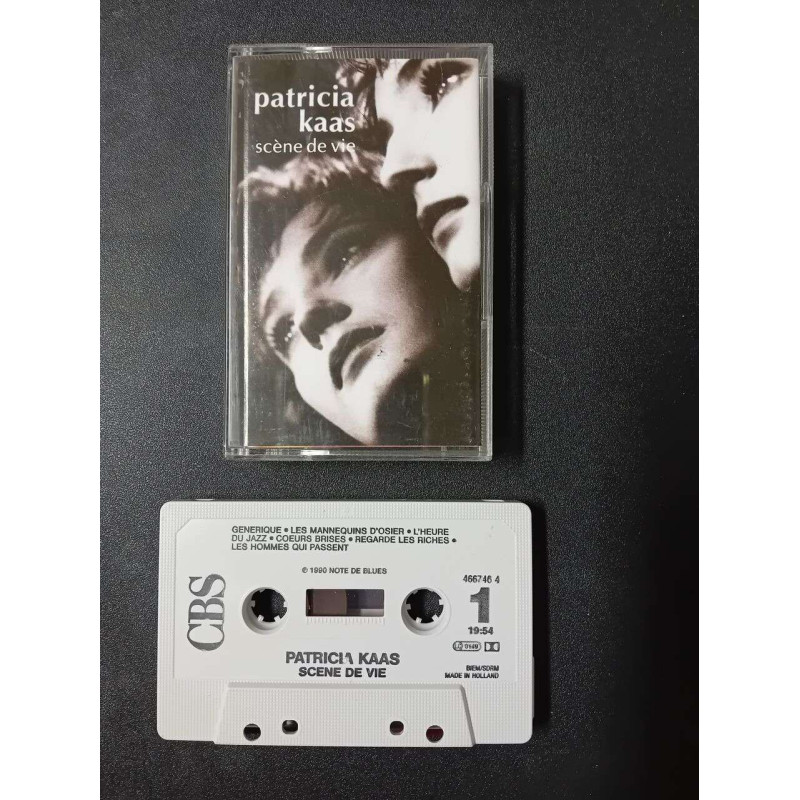 patricia
kaas
scène de vie
GENERIQUE • LES MANNEQUINS D'OSIER • L'HEURE
DU JAZZ • COEURS BRISES • REGARDE LES RICHES •
LES HOMMES QUI PASSENT
℗ 1990 NOTE DE BLUES
CBS
466746 4
1
19:54
LC 0149
PATRICIA KAAS
SCENE DE VIE
BIEM/SDRM
MADE IN HOLLAND